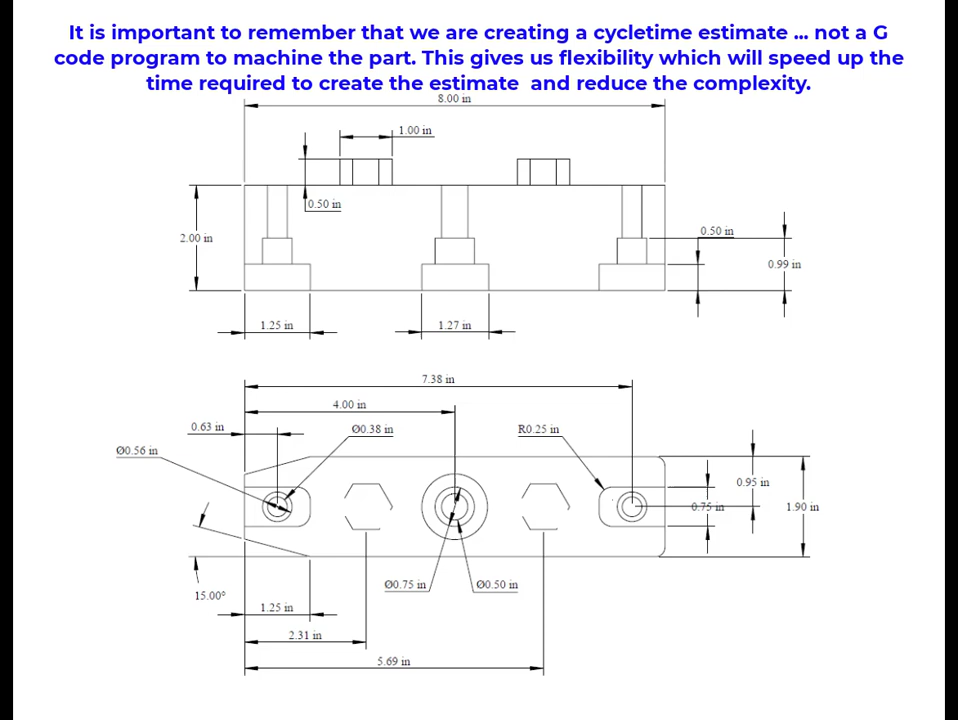 It is important to remember that we are creating a cycletime estimate ... not a G
code program to machine the part. This gives us flexibility which will speed up the
time required to create the estimate and reduce the complexity.
8.00 in
1.00 in
0.50 in
2.00 in
0.50 in
0.99 in
1.25 in
1.27 in
7.38 in
4.00 in
0.63 in
Ø0.38 in
R0.25 in
Ø0.56 in
0.95 in
0.75 in
1.90 in
Ø0.75 in
Ø0.50 in
15.00°
1.25 in
2.31 in
5.69 in